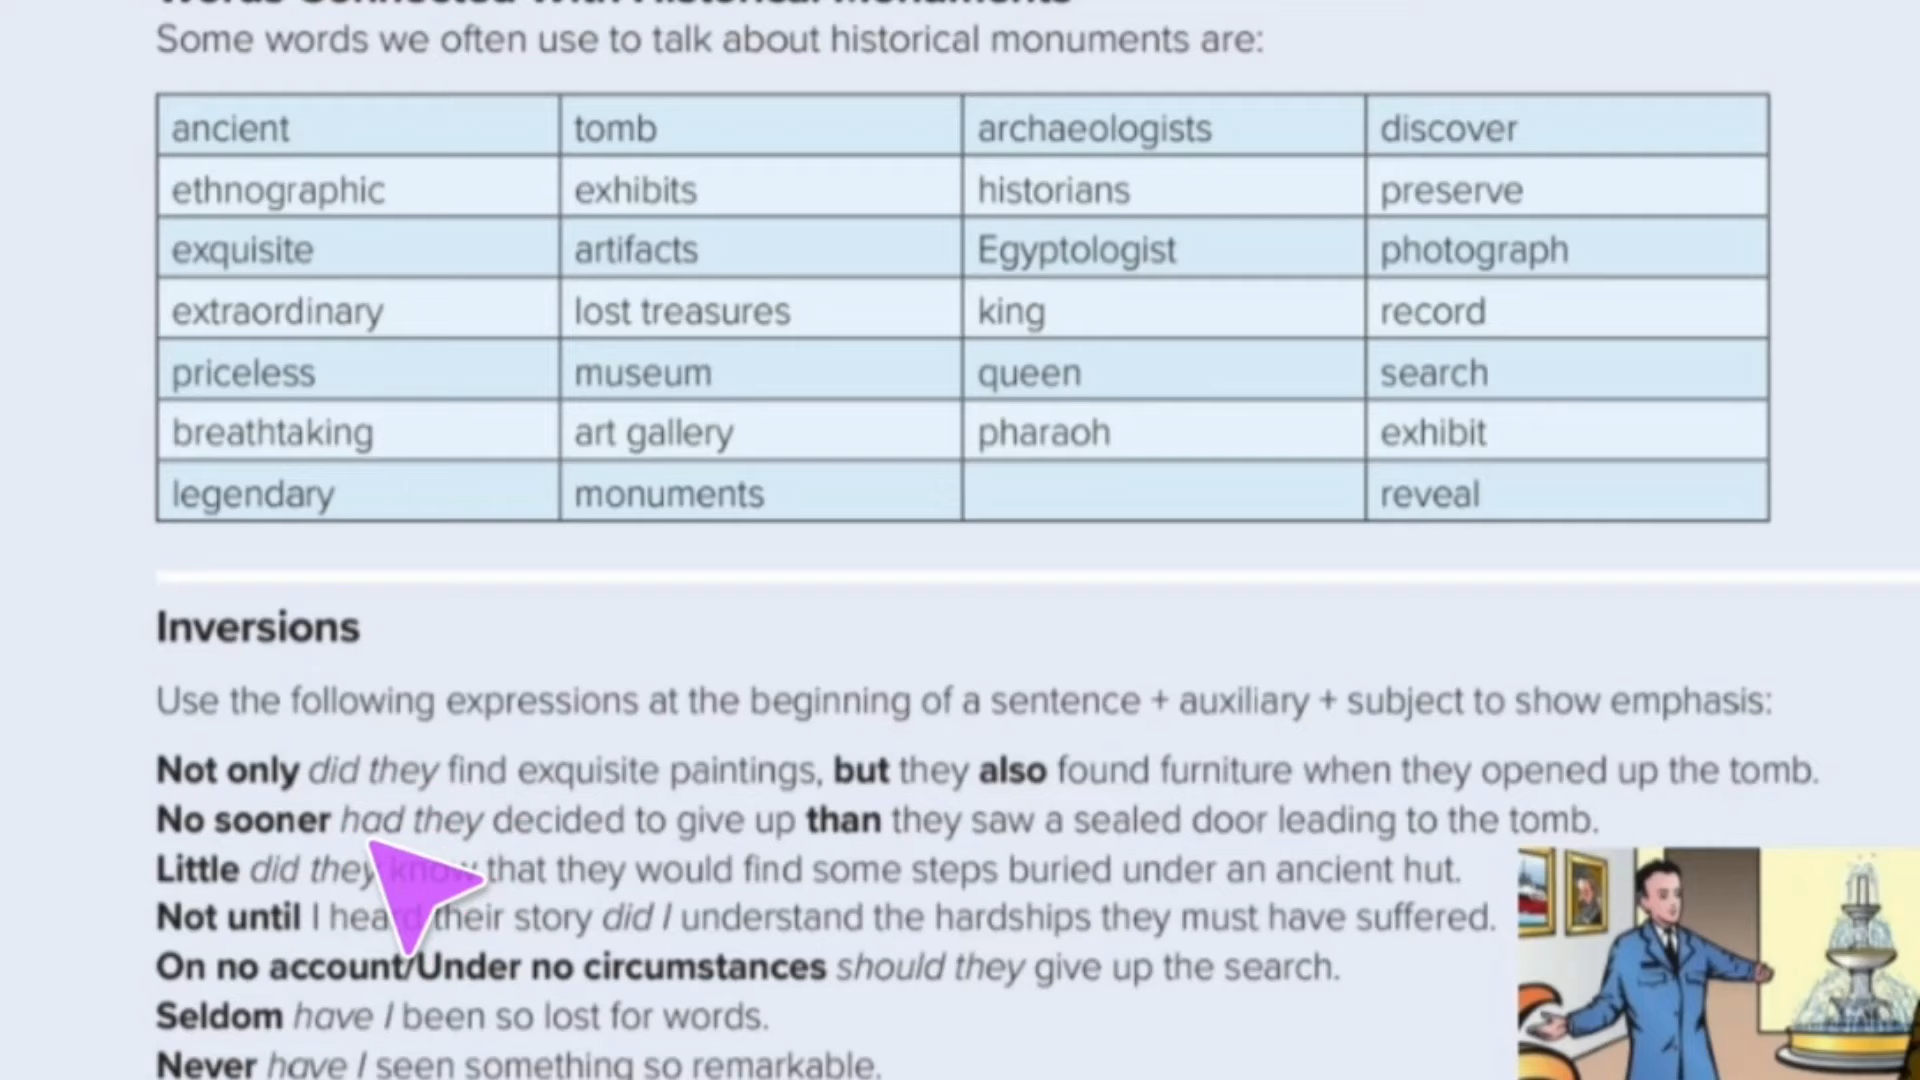 Words Connected With Historical Monuments
Some words we often use to talk about historical monuments are:
ancient tomb archaeologists discover
ethnographic exhibits historians preserve
exquisite artifacts Egyptologist photograph
extraordinary lost treasures king record
priceless museum queen search
breathtaking art gallery pharaoh exhibit
legendary monuments reveal
Inversions
Use the following expressions at the beginning of a sentence + auxiliary + subject to show emphasis:
Not only did they find exquisite paintings, but they also found furniture when they opened up the tomb.
No sooner had they decided to give up than they saw a sealed door leading to the tomb.
Little did they know that they would find some steps buried under an ancient hut.
Not until I heard their story did I understand the hardships they must have suffered.
On no account/Under no circumstances should they give up the search.
Seldom have I been so lost for words.
Never have I seen something so remarkable.